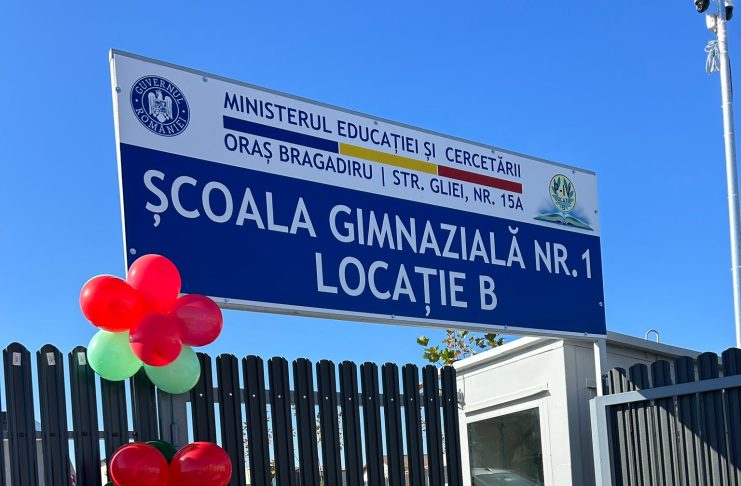 GUVERNUL ROMÂNIEI
MINISTERUL EDUCAȚIEI ȘI CERCETĂRII
ORAȘ BRAGADIRU | STR. GLIEI, NR. 15A
ȘCOALA GIMNAZIALĂ NR.1
LOCAȚIE B